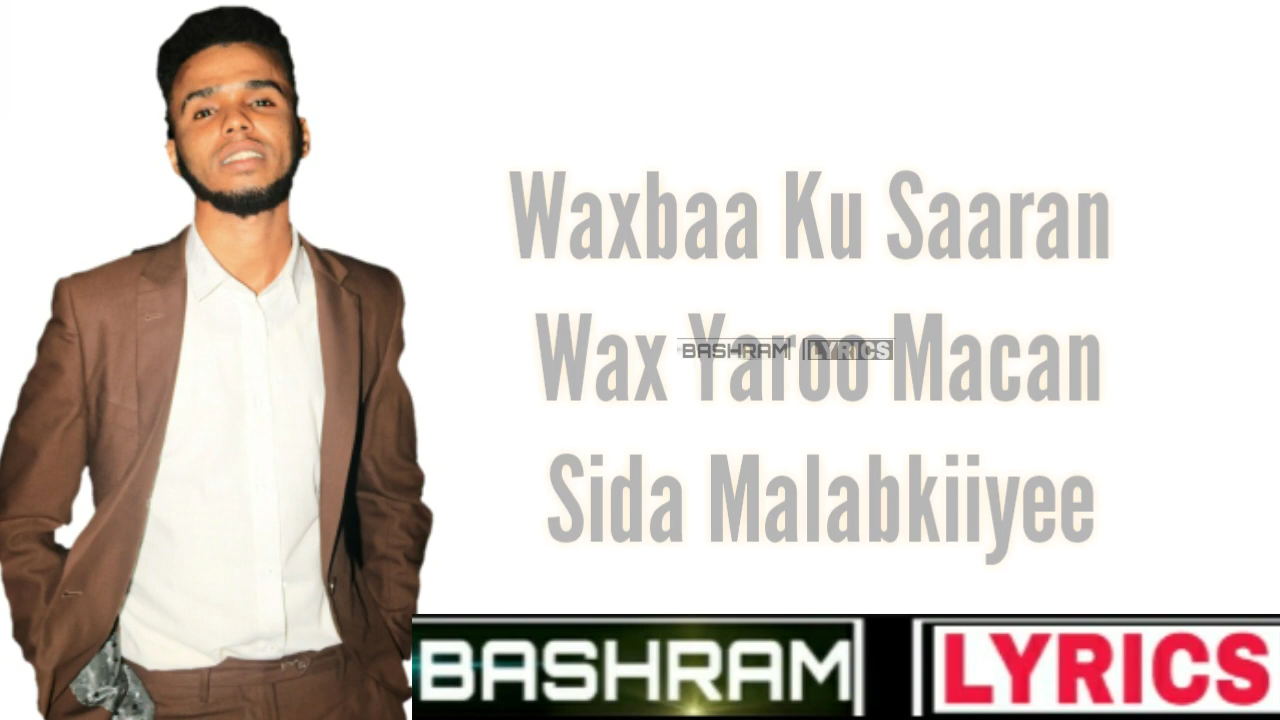 Waxbaa Ku Saaran
Wax Yaroo Macan
BASHRAM LYRICS
Sida Malabkiiyee
BASHRAM LYRICS